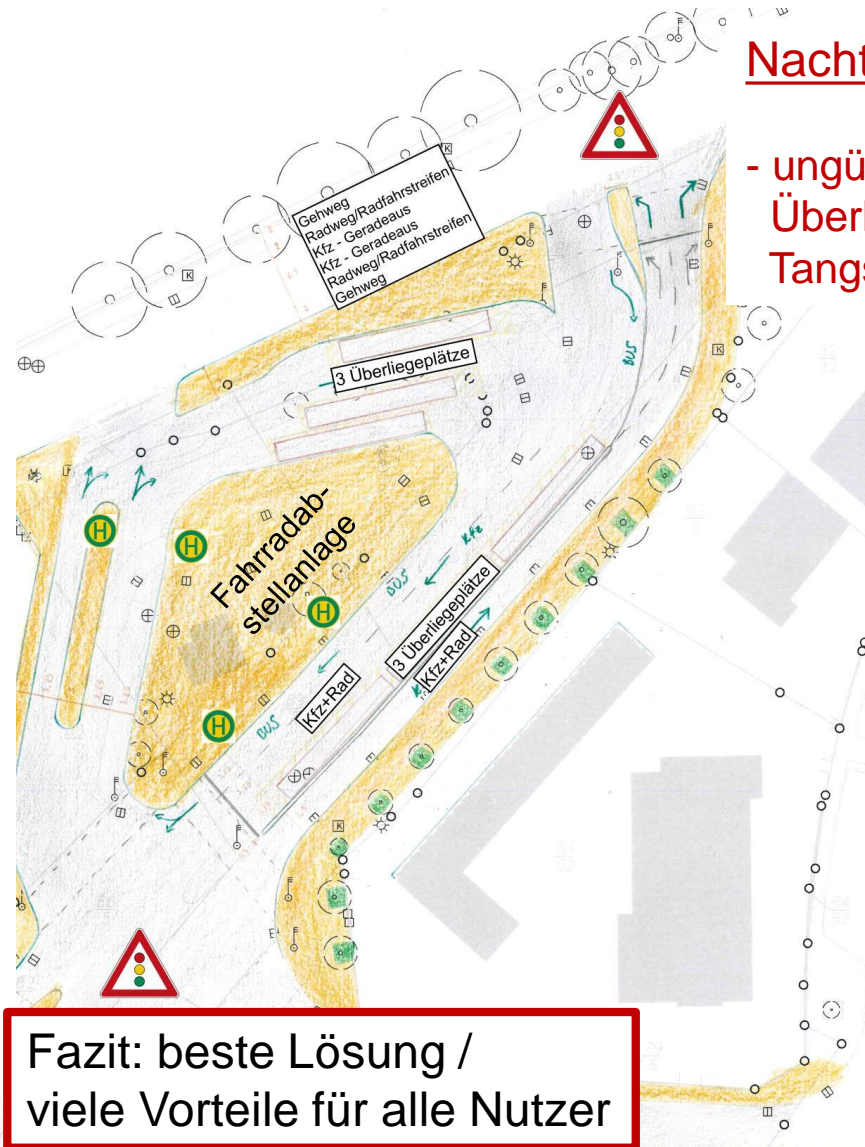 Nacht
- ungü
Überl
Tangs
Gehweg
Radweg/Radfahrstreifen
Kfz - Geradeaus
Kfz - Geradeaus
Radweg/Radfahrstreifen
Gehweg
K
K
BUS
3 Überliegeplätze
K
H
H
Fahrradab-
stellanlage
Kfz
BUS
H
3 Überliegeplätze
Kfz+Rad
Kfz+Rad
H
BUS
K
Fazit: beste Lösung /
viele Vorteile für alle Nutzer